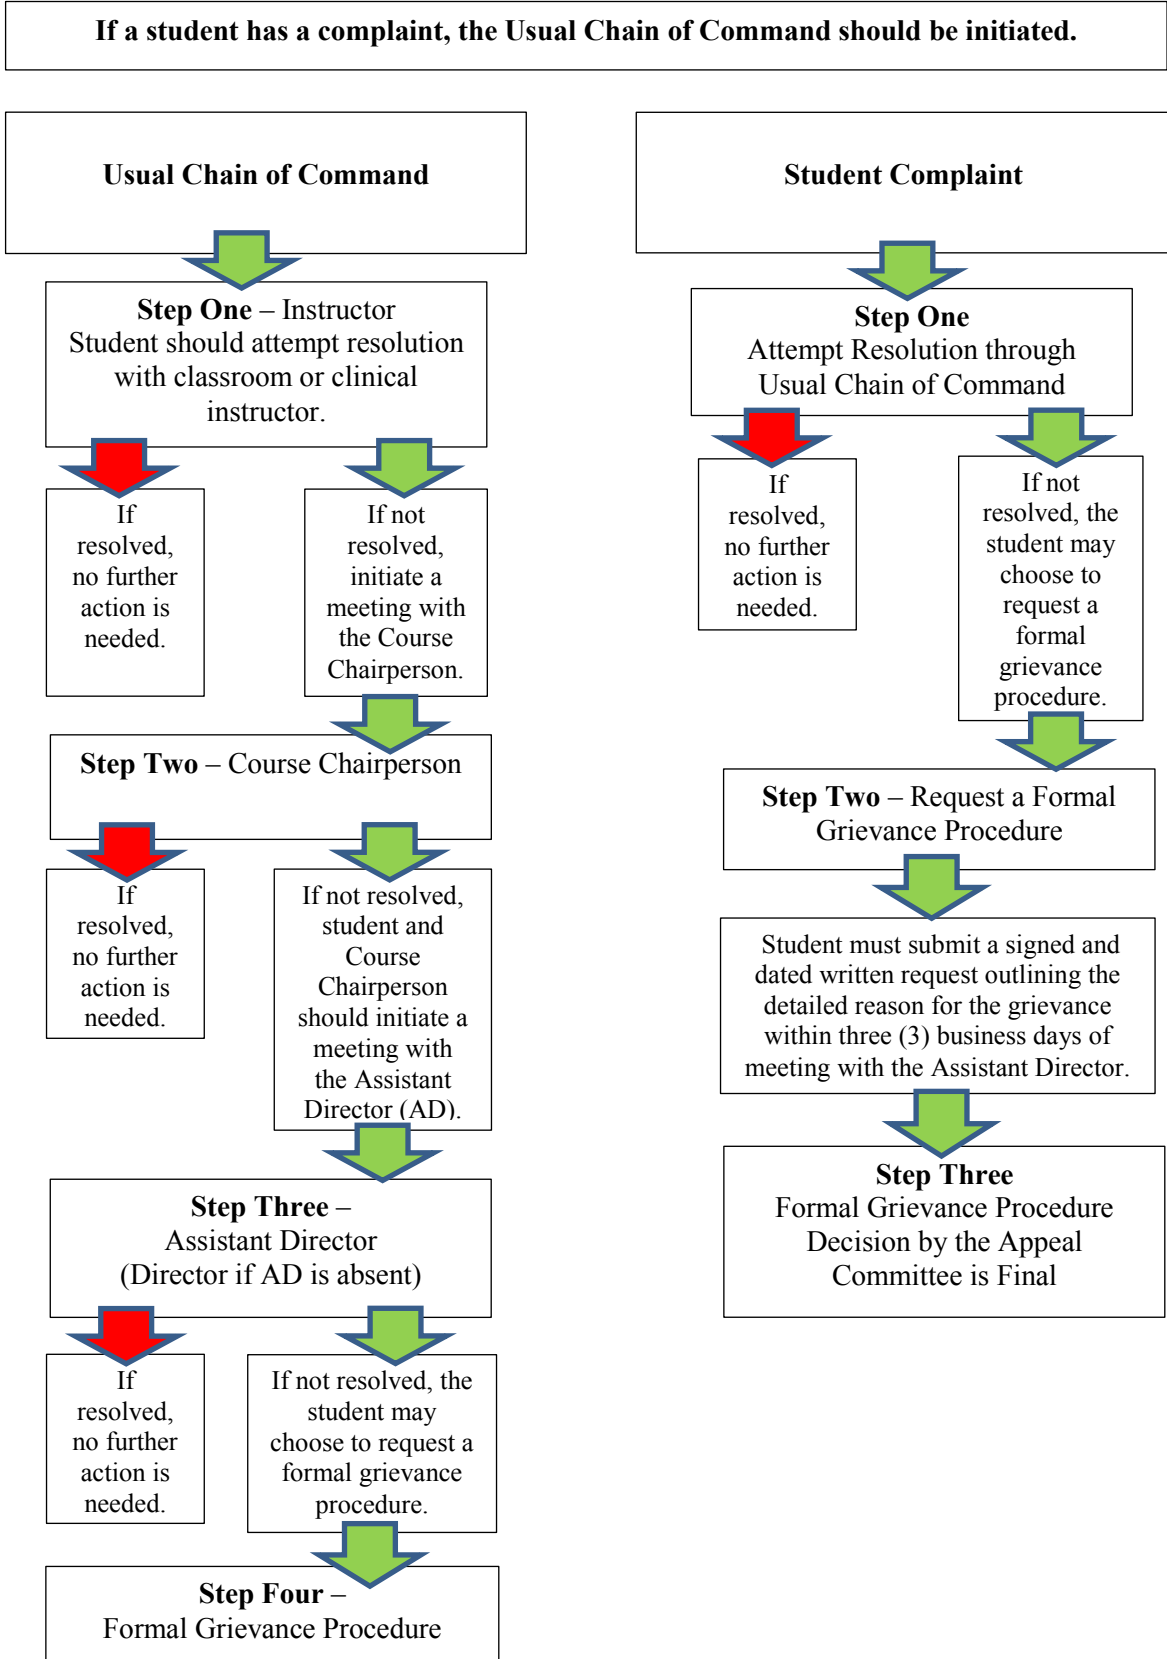 If a student has a complaint, the Usual Chain of Command should be initiated.
Usual Chain of Command
Step One – Instructor
Student should attempt resolution
with classroom or clinical
instructor.
If
resolved,
no further
action is
needed.
If not
resolved,
initiate a
meeting with
the Course
Chairperson.
Step Two – Course Chairperson
If
resolved,
no further
action is
needed.
If not resolved,
student and
Course
Chairperson
should initiate a
meeting with
the Assistant
Director (AD).
Step Three –
Assistant Director
(Director if AD is absent)
If
resolved,
no further
action is
needed.
If not resolved, the
student may
choose to request a
formal grievance
procedure.
Step Four –
Formal Grievance Procedure
Student Complaint
Step One
Attempt Resolution through
Usual Chain of Command
If
resolved,
no further
action is
needed.
If not
resolved, the
student may
choose to
request a
formal
grievance
procedure.
Step Two – Request a Formal
Grievance Procedure
Student must submit a signed and
dated written request outlining the
detailed reason for the grievance
within three (3) business days of
meeting with the Assistant Director.
Step Three
Formal Grievance Procedure
Decision by the Appeal
Committee is Final